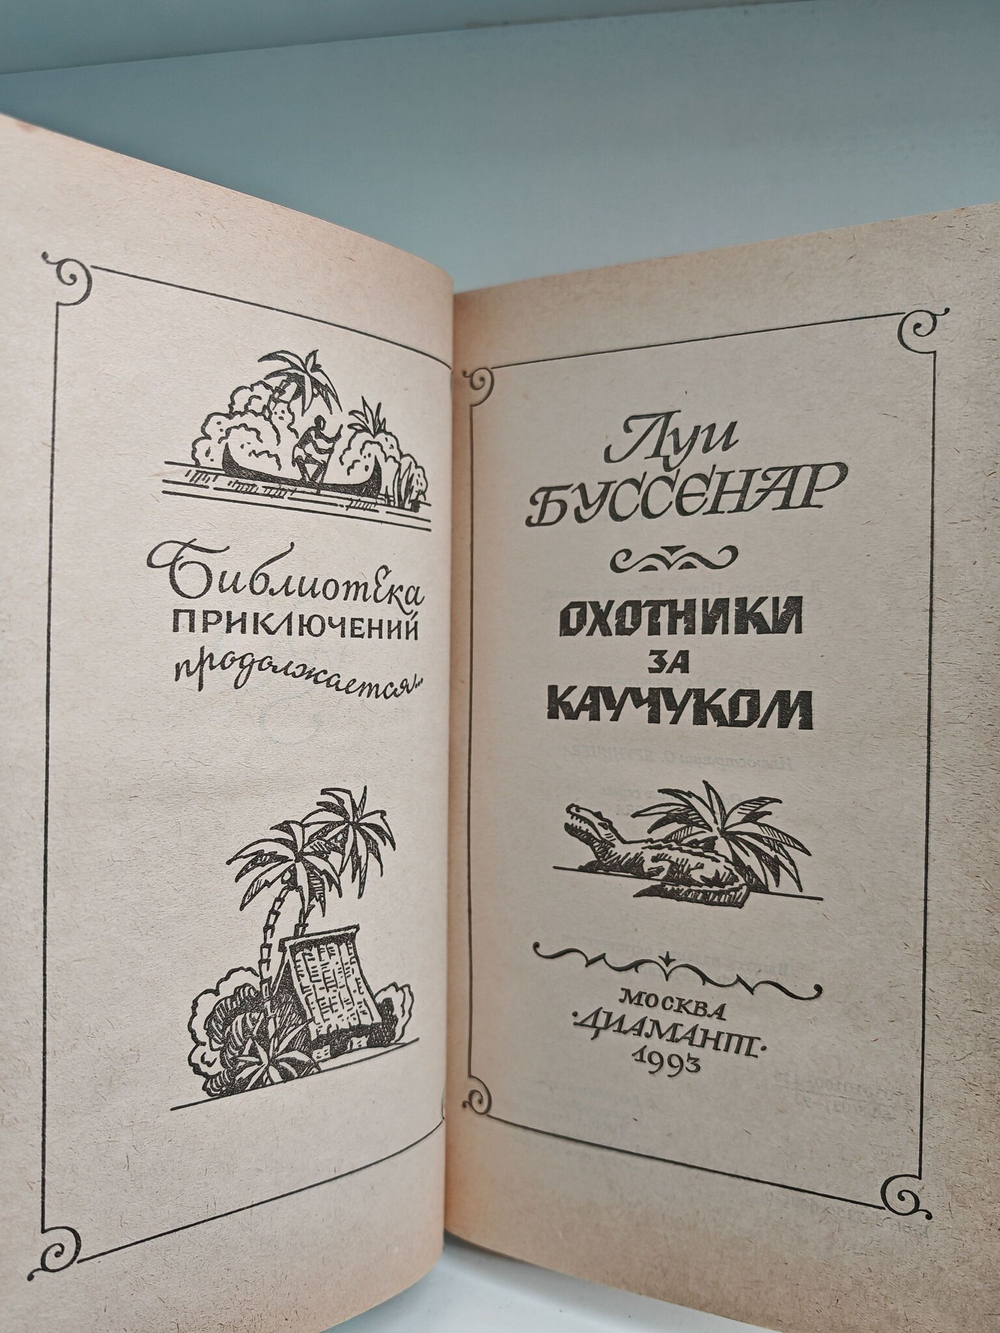 Библиотека
ПРИКЛЮЧЕНИЙ
продолжается...
Луи
БУССЕНАР
ОХОТНИКИ
ЗА
КАУЧУКОМ
МОСКВА
·ДИАМАНТ·
1993